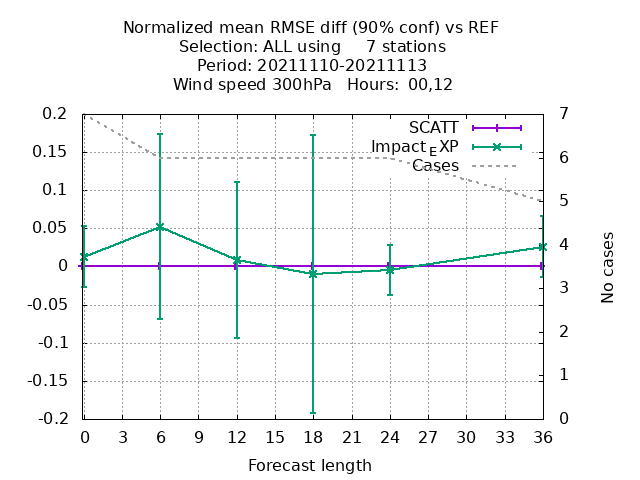 Normalized mean RMSE diff (90% conf) vs REF
Selection: ALL using     7 stations
Period: 20211110-20211113
Wind speed 300hPa   Hours:  00,12
0.2
0.15
0.1
0.05
0
-0.05
-0.1
-0.15
-0.2
SCATT
Impact_EXP
Cases
7
6
5
4
3
2
1
0
No cases
0 3 6 9 12 15 18 21 24 27 30 33 36
Forecast length